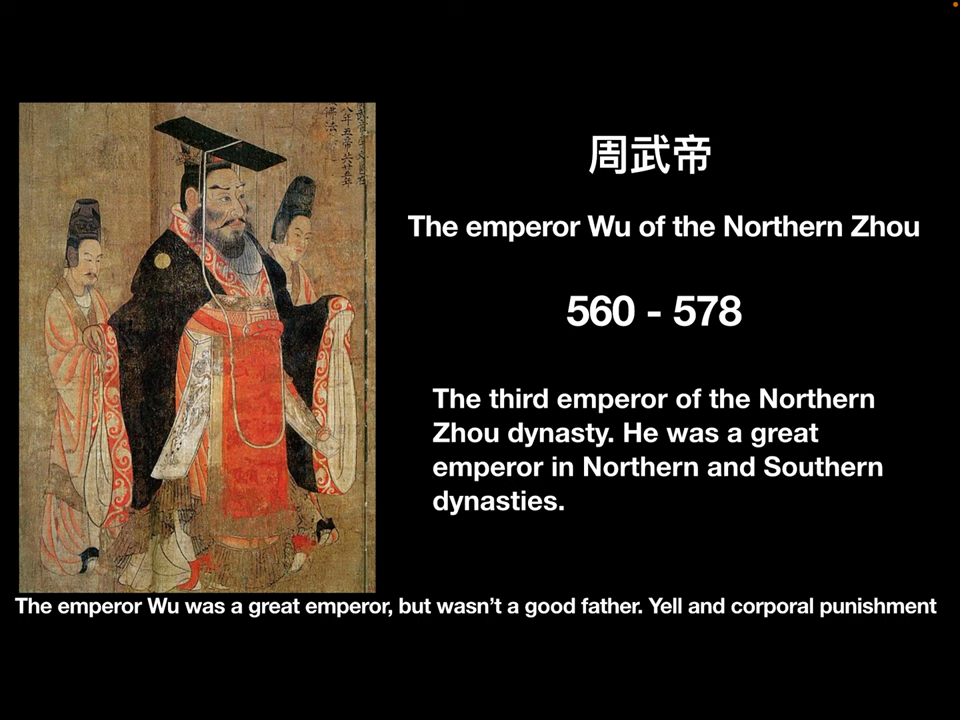 周武帝
The emperor Wu of the Northern Zhou
560 - 578
The third emperor of the Northern
Zhou dynasty. He was a great
emperor in Northern and Southern
dynasties.
The emperor Wu was a great emperor, but wasn't a good father. Yell and corporal punishment